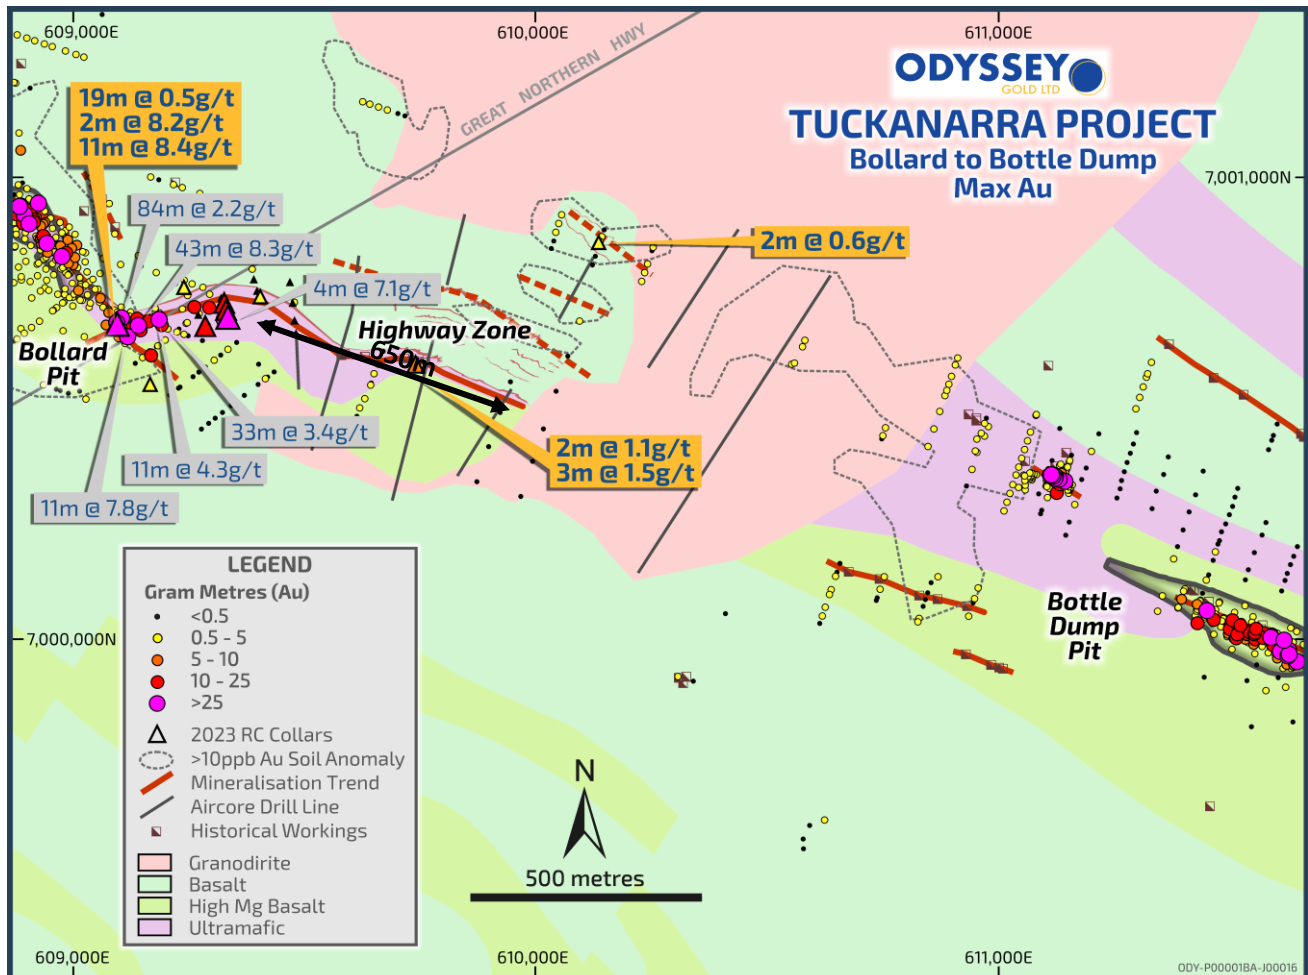 609,000E
610,000E
611,000E
GREAT NORTHERN HWY
ODYSSEY
GOLD LTD
TUCKANARRA PROJECT
Bollard to Bottle Dump
Max Au
19m @ 0.5g/t
2m @ 8.2g/t
11m @ 8.4g/t
7,001,000N
84m @ 2.2g/t
43m @ 8.3g/t
2m @ 0.6g/t
4m @ 7.1g/t
Highway Zone
650m
Bollard
Pit
33m @ 3.4g/t
2m @ 1.1g/t
3m @ 1.5g/t
11m @ 4.3g/t
11m @ 7.8g/t
LEGEND
Gram Metres (Au)
<0.5
0.5 - 5
5 - 10
10 - 25
>25
2023 RC Collars
>10ppb Au Soil Anomaly
Mineralisation Trend
Aircore Drill Line
Historical Workings
Granodirite
Basalt
High Mg Basalt
Ultramafic
7,000,000N
Bottle
Dump
Pit
N
500 metres
609,000E
610,000E
611,000E
ODY-P00001BA-J00016